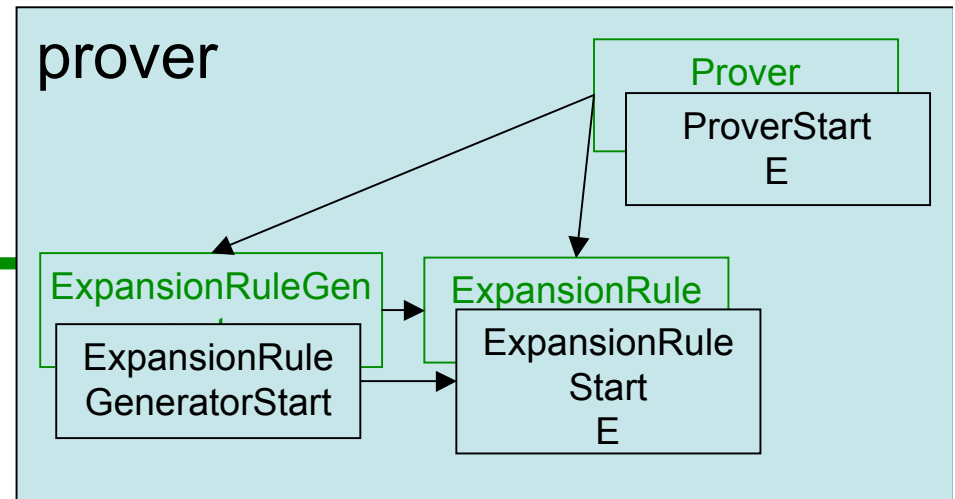 prover
Prover
ProverStart
E
ExpansionRuleGen
ExpansionRule
ExpansionRule
GeneratorStart
ExpansionRule
Start
E